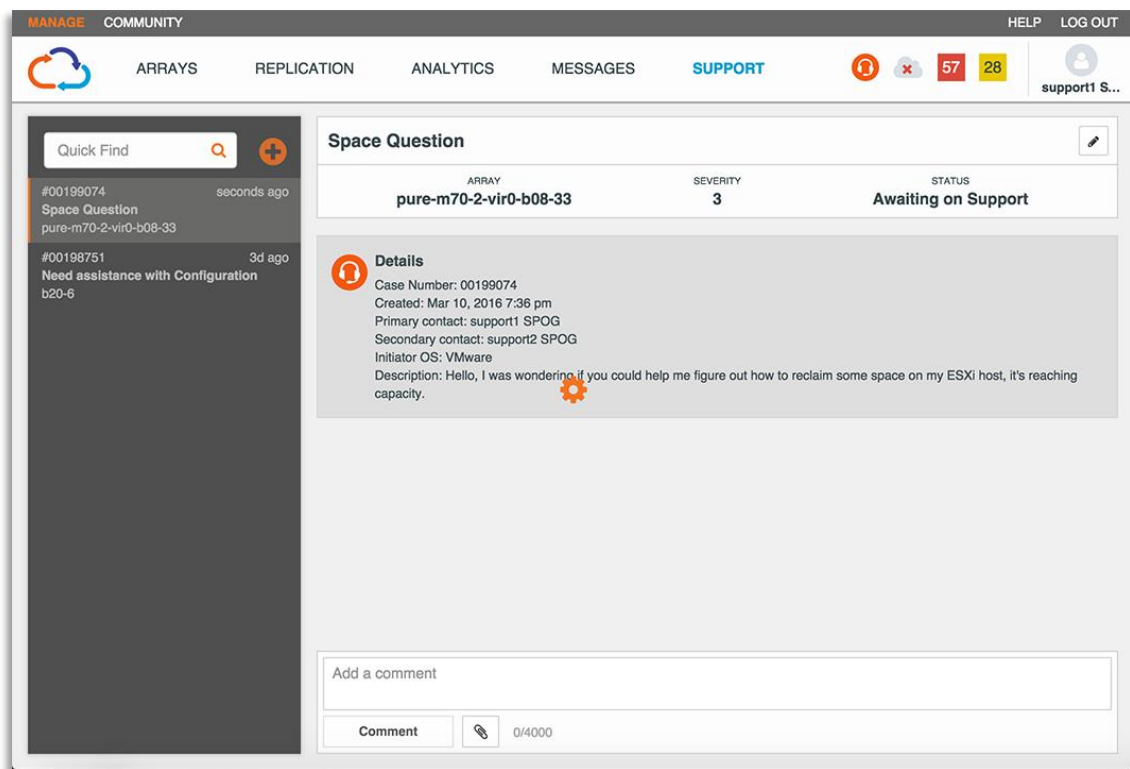 MANAGE COMMUNITY HELP LOG OUT
ARRAYS REPLICATION ANALYTICS MESSAGES SUPPORT 57 28
support1 S...
Quick Find
#00199074 seconds ago
Space Question
pure-m70-2-vir0-b08-33
#00198751 3d ago
Need assistance with Configuration
b20-6
Space Question
ARRAY SEVERITY STATUS
pure-m70-2-vir0-b08-33 3 Awaiting on Support
Details
Case Number: 00199074
Created: Mar 10, 2016 7:36 pm
Primary contact: support1 SPOG
Secondary contact: support2 SPOG
Initiator OS: VMware
Description: Hello, I was wondering if you could help me figure out how to reclaim some space on my ESXi host, it's reaching
capacity.
Add a comment
Comment 0/4000